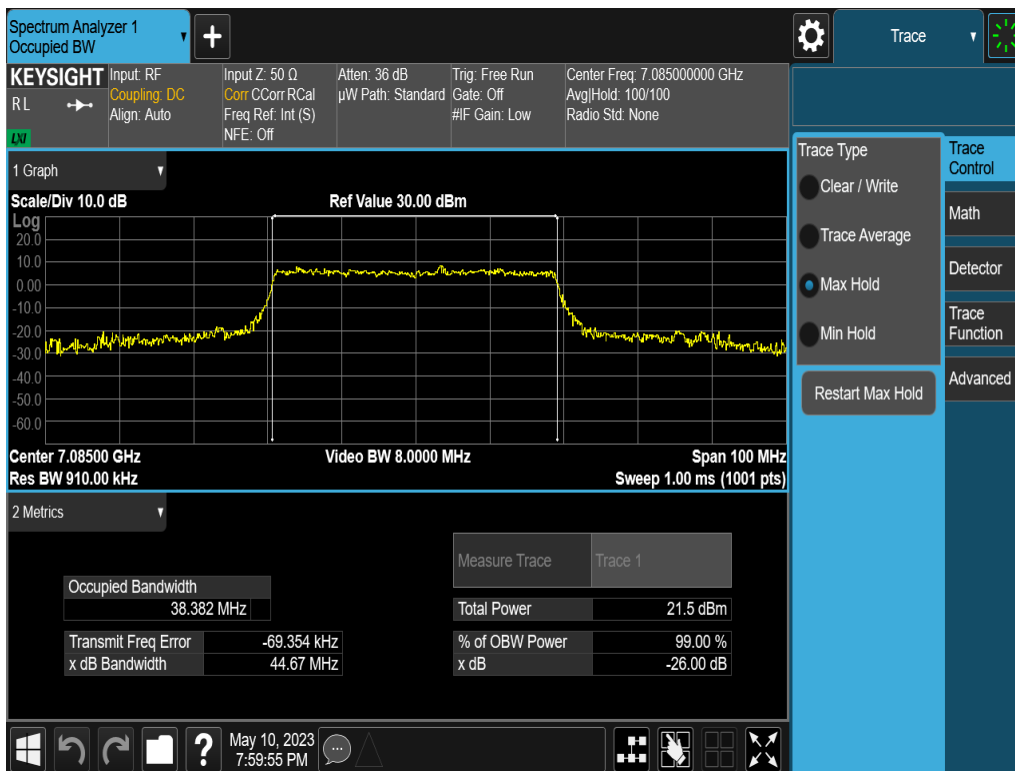 Spectrum Analyzer 1
Occupied BW
+
Trace
KEYSIGHT
RL
LXI
Input: RF
Coupling: DC
Align: Auto
Input Z: 50 Ω
Corr CCorr RCal
Freq Ref: Int (S)
NFE: Off
Atten: 36 dB
µW Path: Standard
Trig: Free Run
Gate: Off
#IF Gain: Low
Center Freq: 7.085000000 GHz
Avg|Hold: 100/100
Radio Std: None
1 Graph
Scale/Div 10.0 dB
Ref Value 30.00 dBm
Log
20.0
10.0
0.00
-10.0
-20.0
-30.0
-40.0
-50.0
-60.0
Center 7.08500 GHz
Video BW 8.0000 MHz
Span 100 MHz
Res BW 910.00 kHz
Sweep 1.00 ms (1001 pts)
2 Metrics
Measure Trace
Trace 1
Occupied Bandwidth
38.382 MHz
Total Power
21.5 dBm
Transmit Freq Error
-69.354 kHz
% of OBW Power
99.00 %
x dB Bandwidth
44.67 MHz
x dB
-26.00 dB
?
May 10, 2023
7:59:55 PM
Trace Type
Clear / Write
Trace Average
Max Hold
Min Hold
Restart Max Hold
Trace
Control
Math
Detector
Trace
Function
Advanced